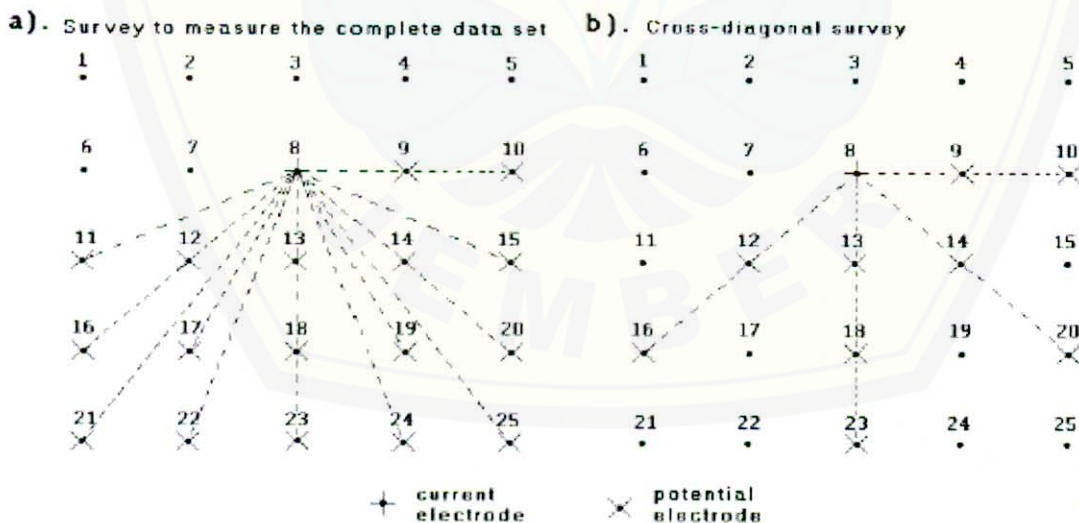 a). Survey to measure the complete data set b). Cross-diagonal survey
1 2 3 4 5 1 2 3 4 5
6 7 8 9 10 6 7 8 9 10
11 12 13 14 15 11 12 13 14 15
16 17 18 19 20 16 17 18 19 20
21 22 23 24 25 21 22 23 24 25
current potential
electrode electrode
JEMBER